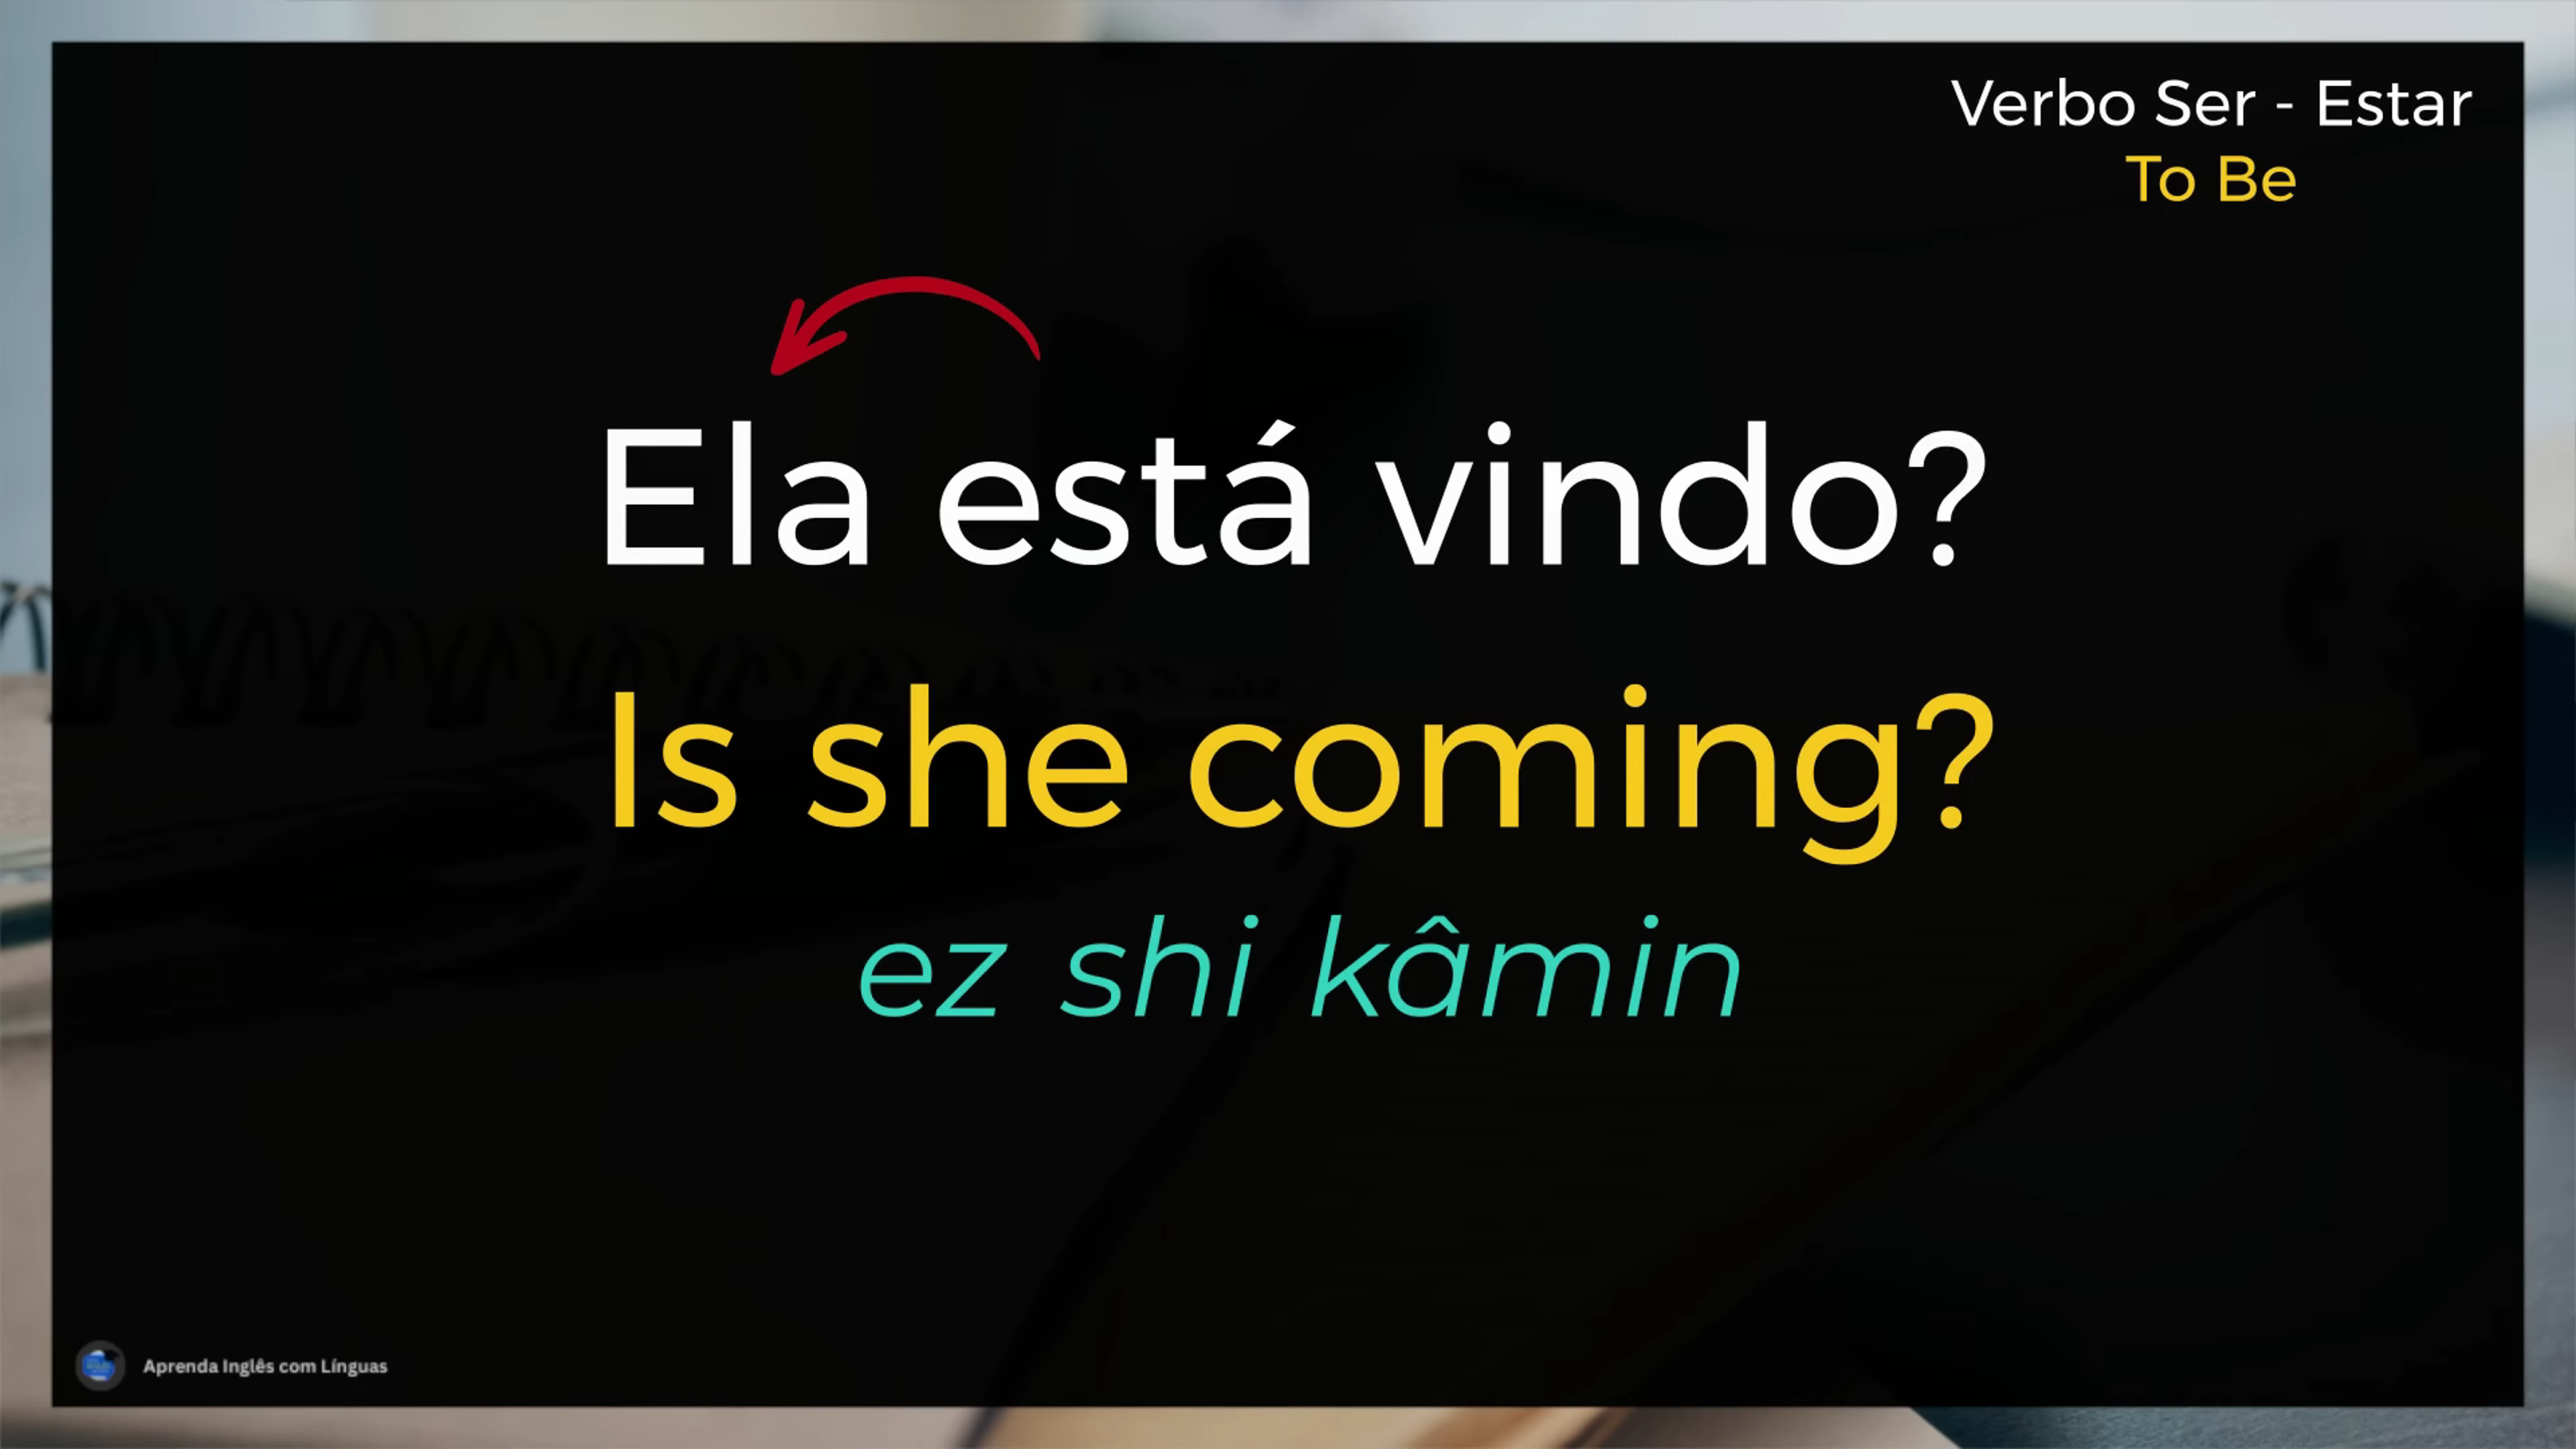 Verbo Ser - Estar
To Be
Ela está vindo?
Is she coming?
ez shi kâmin
Aprenda Inglês com Línguas